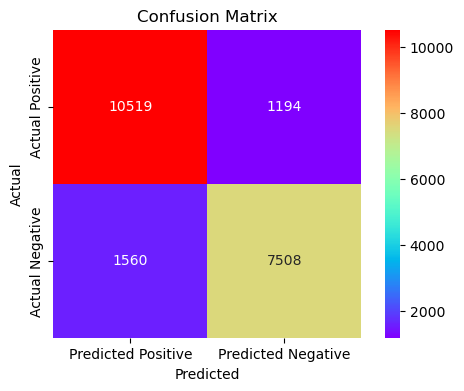 Confusion Matrix
Actual
Actual Positive
Actual Negative
10519
1194
1560
7508
Predicted Positive
Predicted Negative
Predicted
10000
8000
6000
4000
2000